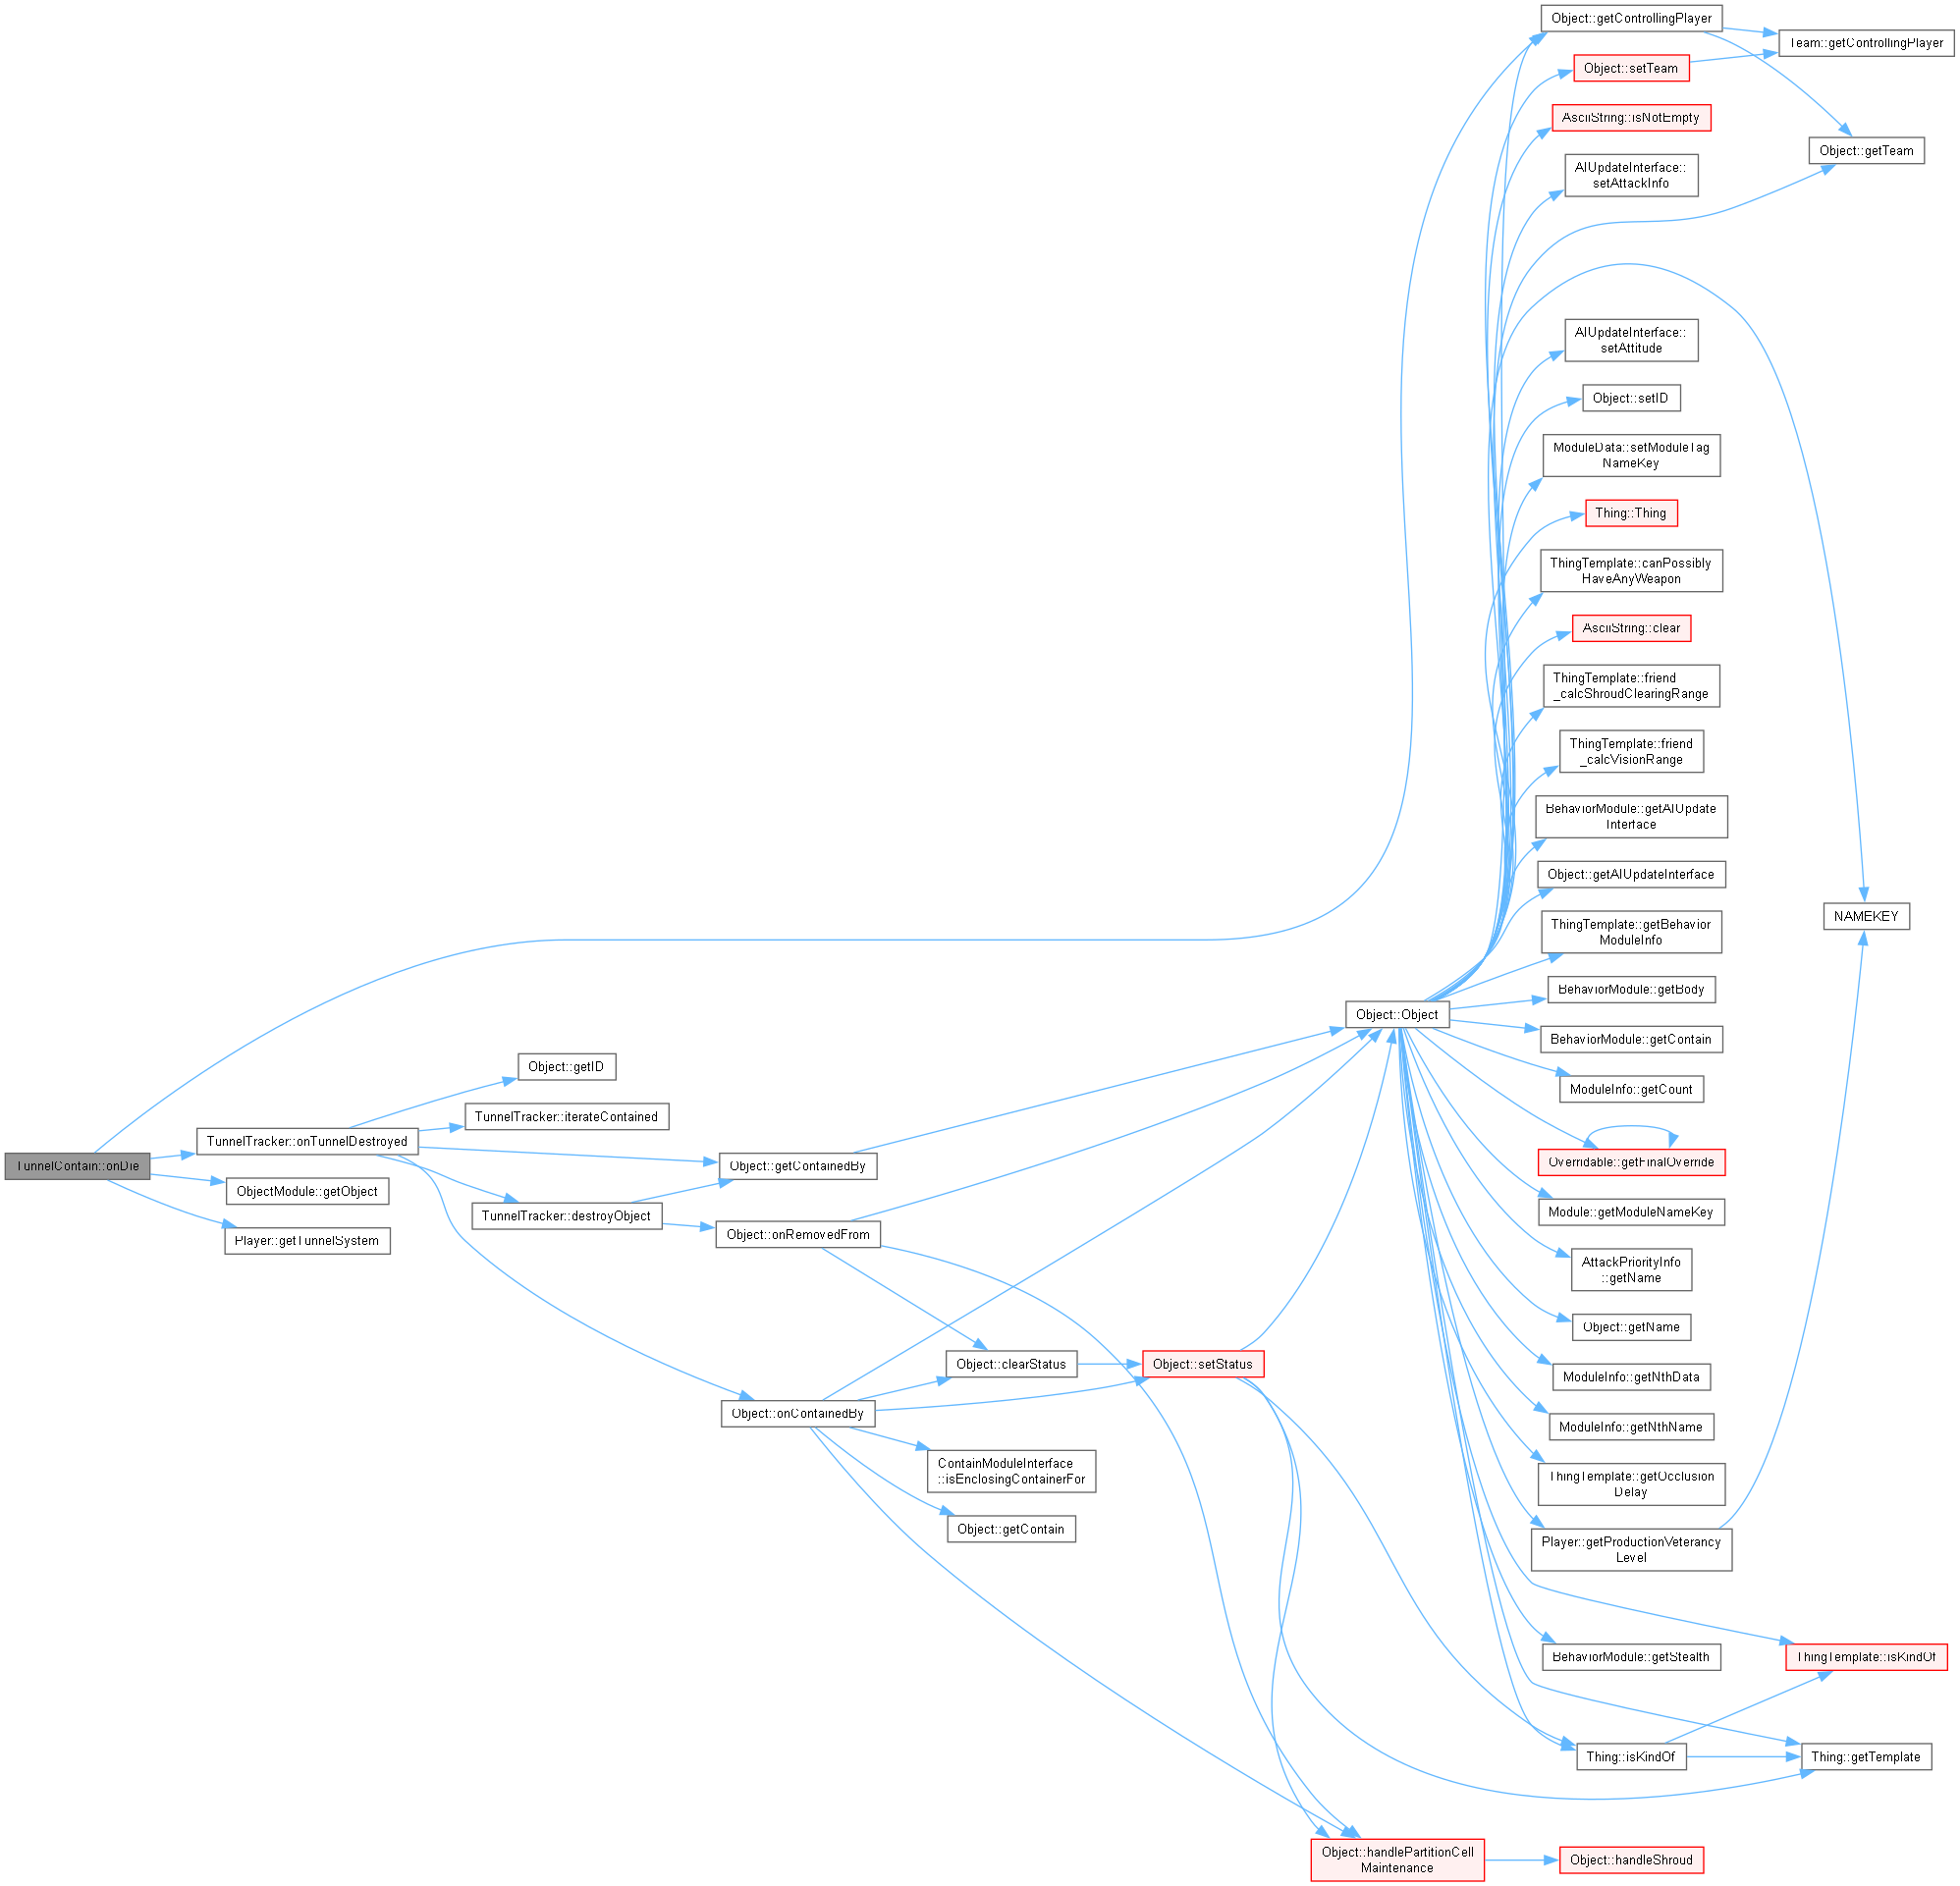 TunnelContain::onDie
TunnelTracker::onTunnelDestroyed
ObjectModule::getObject
Player::getTunnelSystem
Object::getID
TunnelTracker::iterateContained
TunnelTracker::destroyObject
Object::getContainedBy
Object::onRemovedFrom
Object::onContainedBy
Object::clearStatus
ContainModuleInterface
::isEnclosingContainerFor
Object::getContain
Object::setStatus
Object::Object
Object::handlePartitionCell
Maintenance
Object::getControllingPlayer
Object::setTeam
AsciiString::isNotEmpty
AIUpdateInterface::
setAttackInfo
AIUpdateInterface::
setAttitude
Object::setID
ModuleData::setModuleTag
NameKey
Thing::Thing
ThingTemplate::canPossibly
HaveAnyWeapon
AsciiString::clear
ThingTemplate::friend
_calcShroudClearingRange
ThingTemplate::friend
_calcVisionRange
BehaviorModule::getAIUpdate
Interface
Object::getAIUpdateInterface
ThingTemplate::getBehavior
ModuleInfo
BehaviorModule::getBody
BehaviorModule::getContain
ModuleInfo::getCount
Overridable::getFinalOverride
Module::getModuleNameKey
AttackPriorityInfo
::getName
Object::getName
ModuleInfo::getNthData
ModuleInfo::getNthName
ThingTemplate::getOcclusion
Delay
Player::getProductionVeterancy
Level
BehaviorModule::getStealth
Thing::isKindOf
Object::handleShroud
Team::getControllingPlayer
Object::getTeam
NAMEKEY
ThingTemplate::isKindOf
Thing::getTemplate